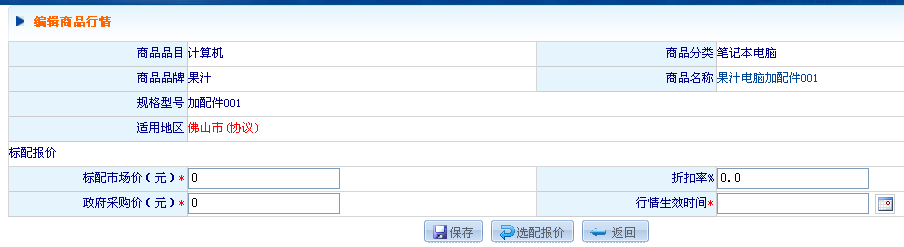 编辑商品行情
商品品目 计算机 商品分类 笔记本电脑
商品品牌 果汁 商品名称 果汁电脑加配件001
规格型号 加配件001
适用地区 佛山市(协议)
标配报价
标配市场价(元)* 0 折扣率% 0.0
政府采购价(元)* 0 行情生效时间*
保存 选配报价 返回